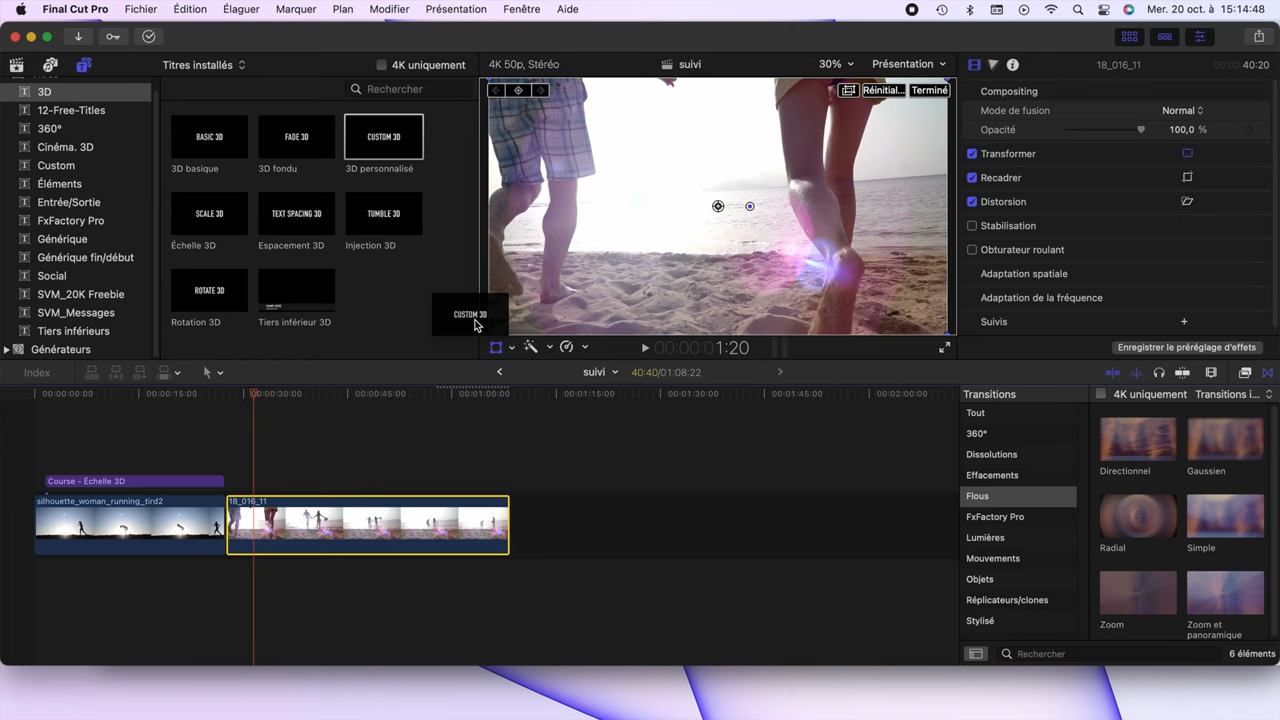 Final Cut Pro Fichier Édition Élaguer Marquer Plan Modifier Présentation Fenêtre Aide Mer. 20 oct. à 15:14:48
Titres installés 4K uniquement 4K 50p, Stéréo suivi 30% Présentation 18_016_11 00:00:40:20
Rechercher
3D
12-Free-Titles
360°
Cinéma. 3D
Custom
Éléments
Entrée/Sortie
FxFactory Pro
Générique
Générique fin/début
Social
SVM_20K Freebie
SVM_Messages
Tiers inférieurs
Générateurs
BASIC 3D FADE 3D CUSTOM 3D
3D basique 3D fondu 3D personnalisé
SCALE 3D TEXT SPACING 3D TUMBLE 3D
Échelle 3D Espacement 3D Injection 3D
ROTATE 3D
Rotation 3D Tiers inférieur 3D
CUSTOM 3D
Réinitial... Terminé
00:00:01:20
Compositing
Mode de fusion Normal
Opacité 100,0 %
Transformer
Recadrer
Distorsion
Stabilisation
Obturateur roulant
Adaptation spatiale
Adaptation de la fréquence
Suivis +
Enregistrer le préréglage d'effets
Index suivi 40:40/01:08:22
00:00:00:00 00:00:15:00 00:00:30:00 00:00:45:00 00:01:00:00 00:01:15:00 00:01:30:00 00:01:45:00 00:02:00:00
Course - Échelle 3D
silhouette_woman_running_tird2 18_016_11
Transitions 4K uniquement Transitions i...
Tout
360°
Dissolutions
Effacements
Flous
FxFactory Pro
Lumières
Mouvements
Objets
Réplicateurs/clones
Stylisé
Directionnel Gaussien
Radial Simple
Zoom Zoom et
panoramique
Rechercher 6 éléments